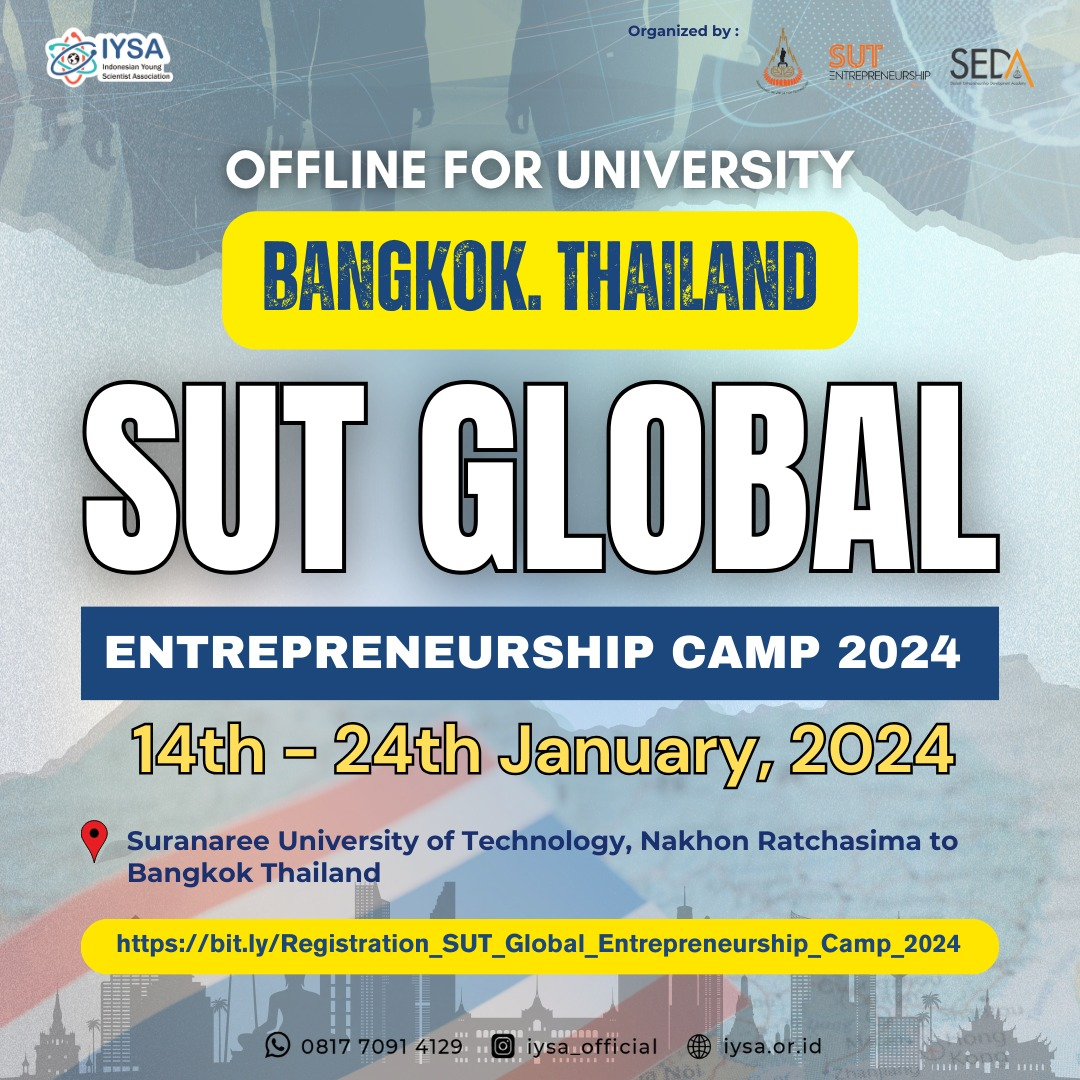 IYSA
Indonesian Young
Scientist Association
Organized by :
SUT
ENTREPRENEURSHIP
SEDA
OFFLINE FOR UNIVERSITY
BANGKOK. THAILAND
SUT GLOBAL
ENTREPRENEURSHIP CAMP 2024
14th – 24th January, 2024
Suranaree University of Technology, Nakhon Ratchasima to
Bangkok Thailand
https://bit.ly/Registration_SUT_Global_Entrepreneurship_Camp_2024
0817 7091 4129
iysa_official
iysa.or.id